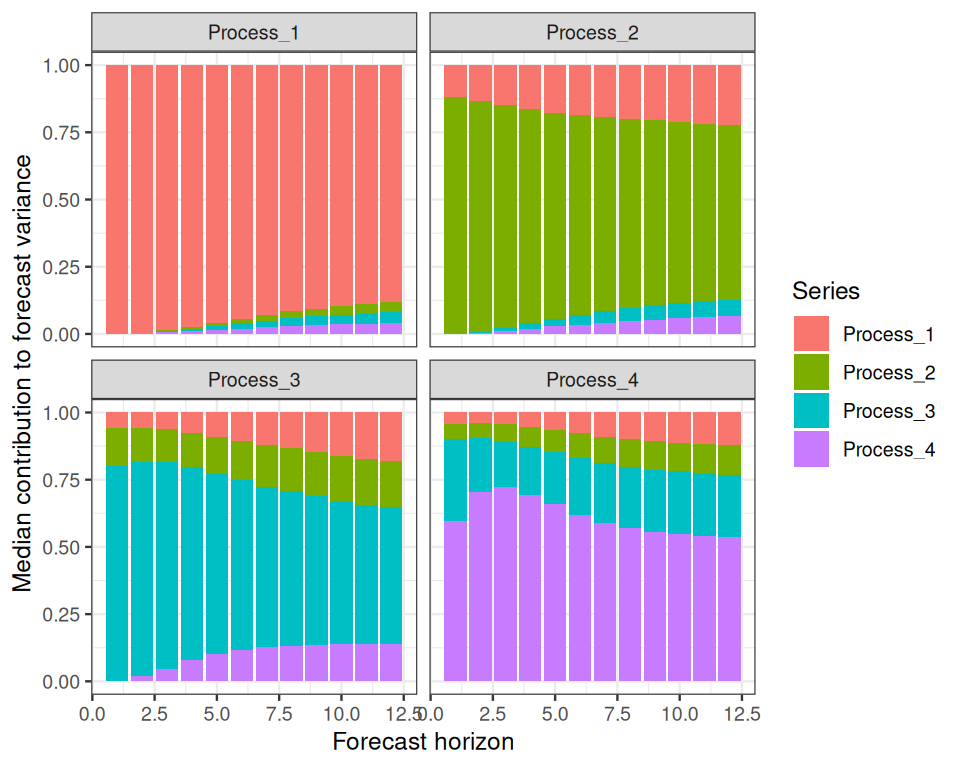 Process_1
Process_2
1.00
0.75
0.50
0.25
0.00
Process_3
Process_4
1.00
0.75
0.50
0.25
0.00
0.0 2.5 5.0 7.5 10.0 12.5
0.0 2.5 5.0 7.5 10.0 12.5
Forecast horizon
Median contribution to forecast variance
Series
Process_1
Process_2
Process_3
Process_4